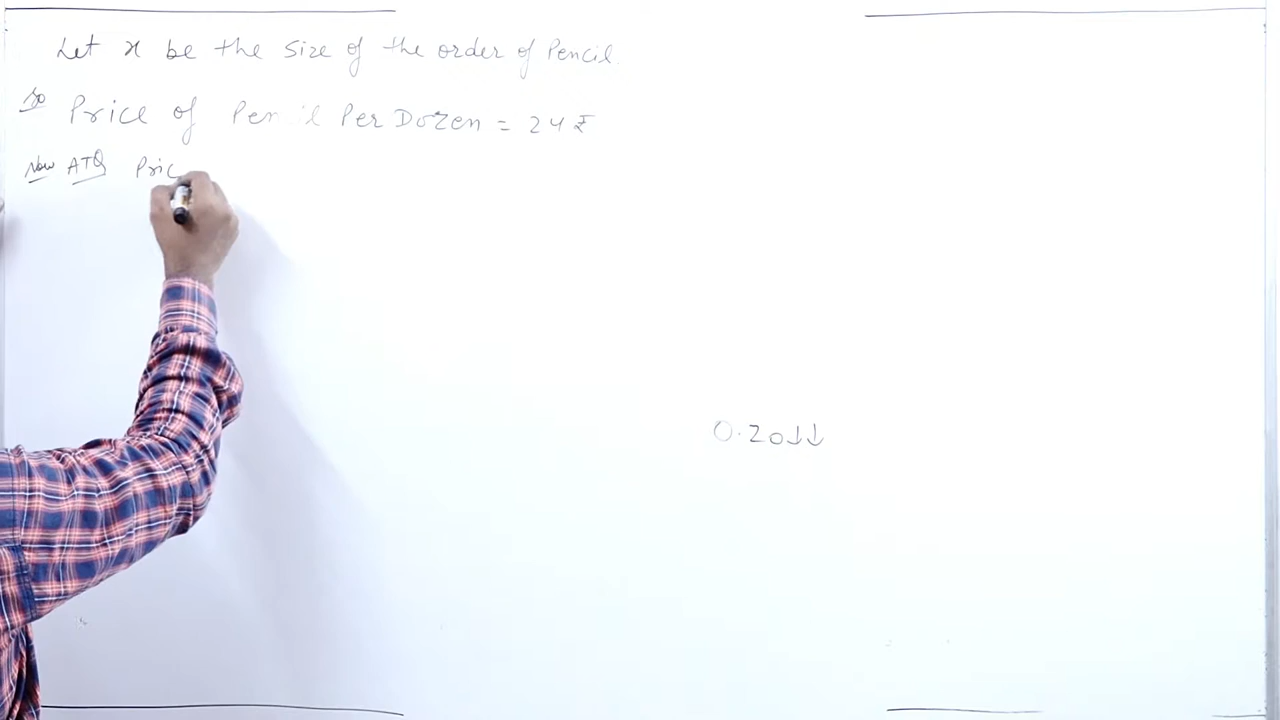 Let x be the size of the order of Pencil.
So Price of Pencil Per Dozen = 24 ₹
Now ATQ Pric
0.20↓↓